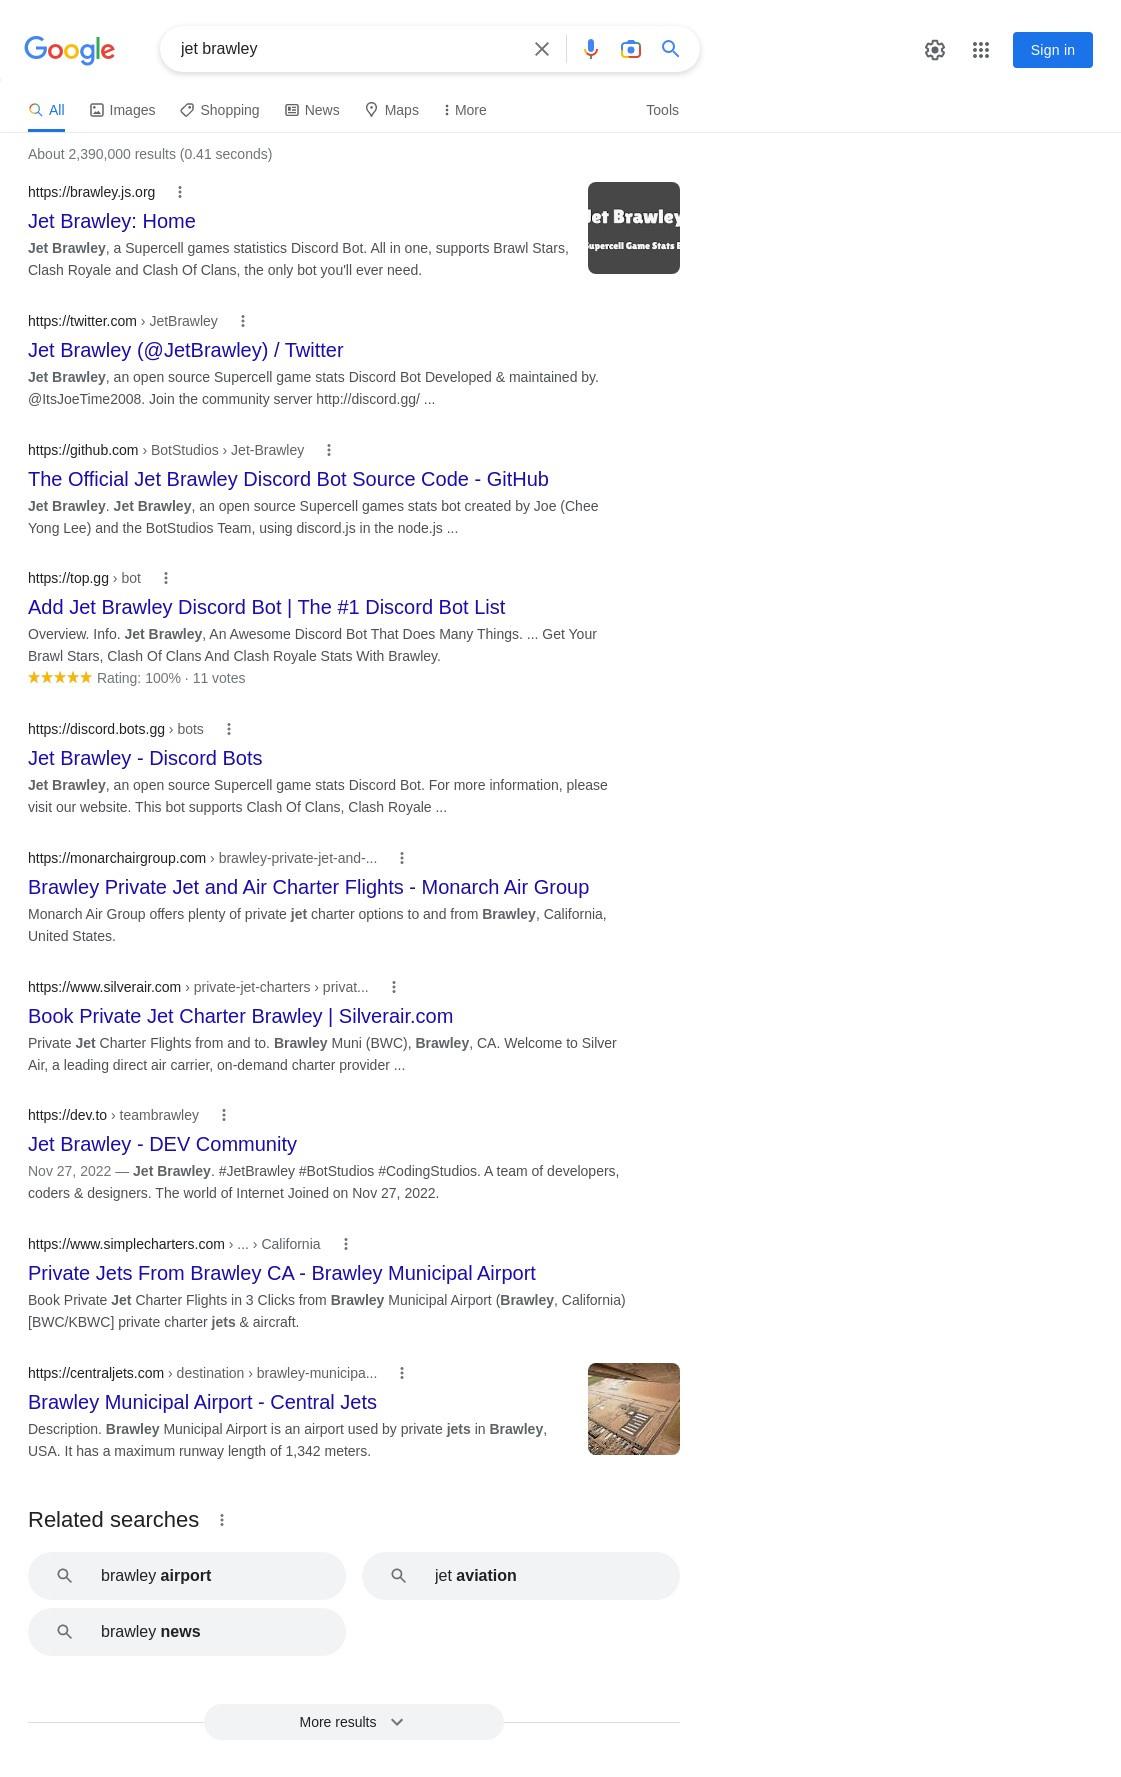 Google
jet brawley
Sign in
All
Images
Shopping
News
Maps
More
Tools
About 2,390,000 results (0.41 seconds)
https://brawley.js.org
Jet Brawley: Home
Jet Brawley, a Supercell games statistics Discord Bot. All in one, supports Brawl Stars,
Clash Royale and Clash Of Clans, the only bot you'll ever need.
Jet Brawley
Supercell Game Stats B
https://twitter.com › JetBrawley
Jet Brawley (@JetBrawley) / Twitter
Jet Brawley, an open source Supercell game stats Discord Bot Developed & maintained by.
@ItsJoeTime2008. Join the community server http://discord.gg/ ...
https://github.com › BotStudios › Jet-Brawley
The Official Jet Brawley Discord Bot Source Code - GitHub
Jet Brawley. Jet Brawley, an open source Supercell games stats bot created by Joe (Chee
Yong Lee) and the BotStudios Team, using discord.js in the node.js ...
https://top.gg › bot
Add Jet Brawley Discord Bot | The #1 Discord Bot List
Overview. Info. Jet Brawley, An Awesome Discord Bot That Does Many Things. ... Get Your
Brawl Stars, Clash Of Clans And Clash Royale Stats With Brawley.
Rating: 100% · 11 votes
https://discord.bots.gg › bots
Jet Brawley - Discord Bots
Jet Brawley, an open source Supercell game stats Discord Bot. For more information, please
visit our website. This bot supports Clash Of Clans, Clash Royale ...
https://monarchairgroup.com › brawley-private-jet-and-...
Brawley Private Jet and Air Charter Flights - Monarch Air Group
Monarch Air Group offers plenty of private jet charter options to and from Brawley, California,
United States.
https://www.silverair.com › private-jet-charters › privat...
Book Private Jet Charter Brawley | Silverair.com
Private Jet Charter Flights from and to. Brawley Muni (BWC), Brawley, CA. Welcome to Silver
Air, a leading direct air carrier, on-demand charter provider ...
https://dev.to › teambrawley
Jet Brawley - DEV Community
Nov 27, 2022 — Jet Brawley. #JetBrawley #BotStudios #CodingStudios. A team of developers,
coders & designers. The world of Internet Joined on Nov 27, 2022.
https://www.simplecharters.com › ... › California
Private Jets From Brawley CA - Brawley Municipal Airport
Book Private Jet Charter Flights in 3 Clicks from Brawley Municipal Airport (Brawley, California)
[BWC/KBWC] private charter jets & aircraft.
https://centraljets.com › destination › brawley-municipa...
Brawley Municipal Airport - Central Jets
Description. Brawley Municipal Airport is an airport used by private jets in Brawley,
USA. It has a maximum runway length of 1,342 meters.
Related searches
brawley airport
jet aviation
brawley news
More results